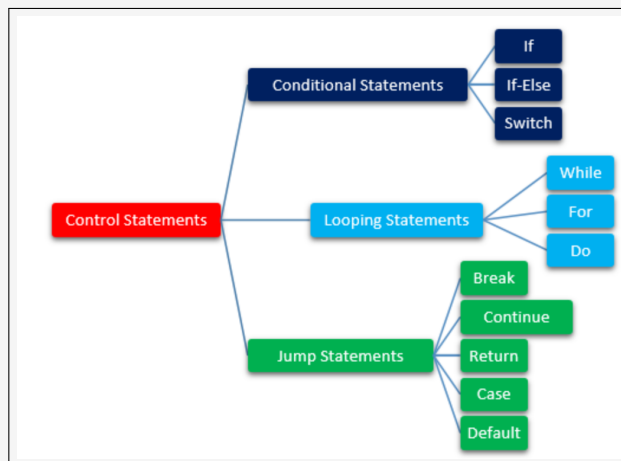 Control Statements
Conditional Statements
If
If-Else
Switch
Looping Statements
While
For
Do
Jump Statements
Break
Continue
Return
Case
Default